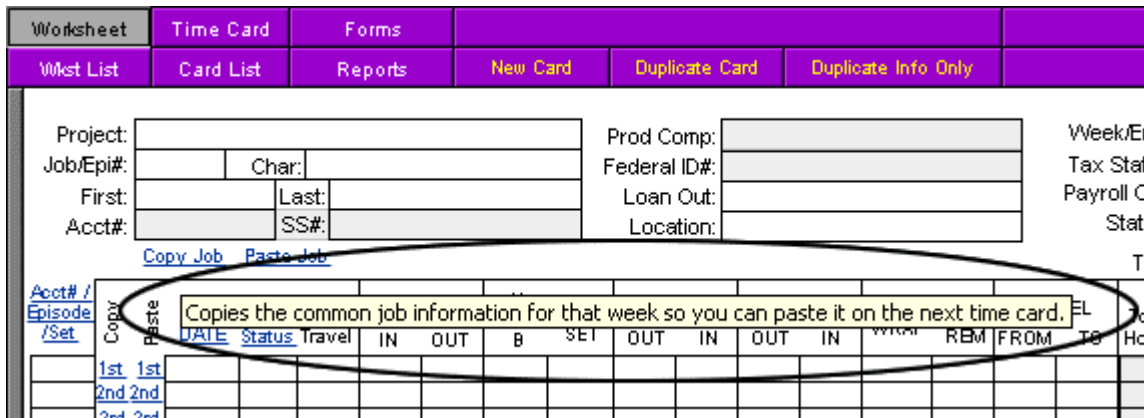 Worksheet Time Card Forms
Wkst List Card List Reports New Card Duplicate Card Duplicate Info Only
Project: Prod Comp: Week/E
Job/Epi#: Char: Federal ID#: Tax Stat
First: Last: Loan Out: Payroll C
Acct#: SS#: Location: Stat
Copy Job Paste Job T
Acct# /
Episode
/Set
Copy
Paste
Copies the common job information for that week so you can paste it on the next time card.
EL
DATE Status Travel IN OUT B SET OUT IN OUT IN REM FROM TO Ho
1st 1st
2nd 2nd
3rd 3rd